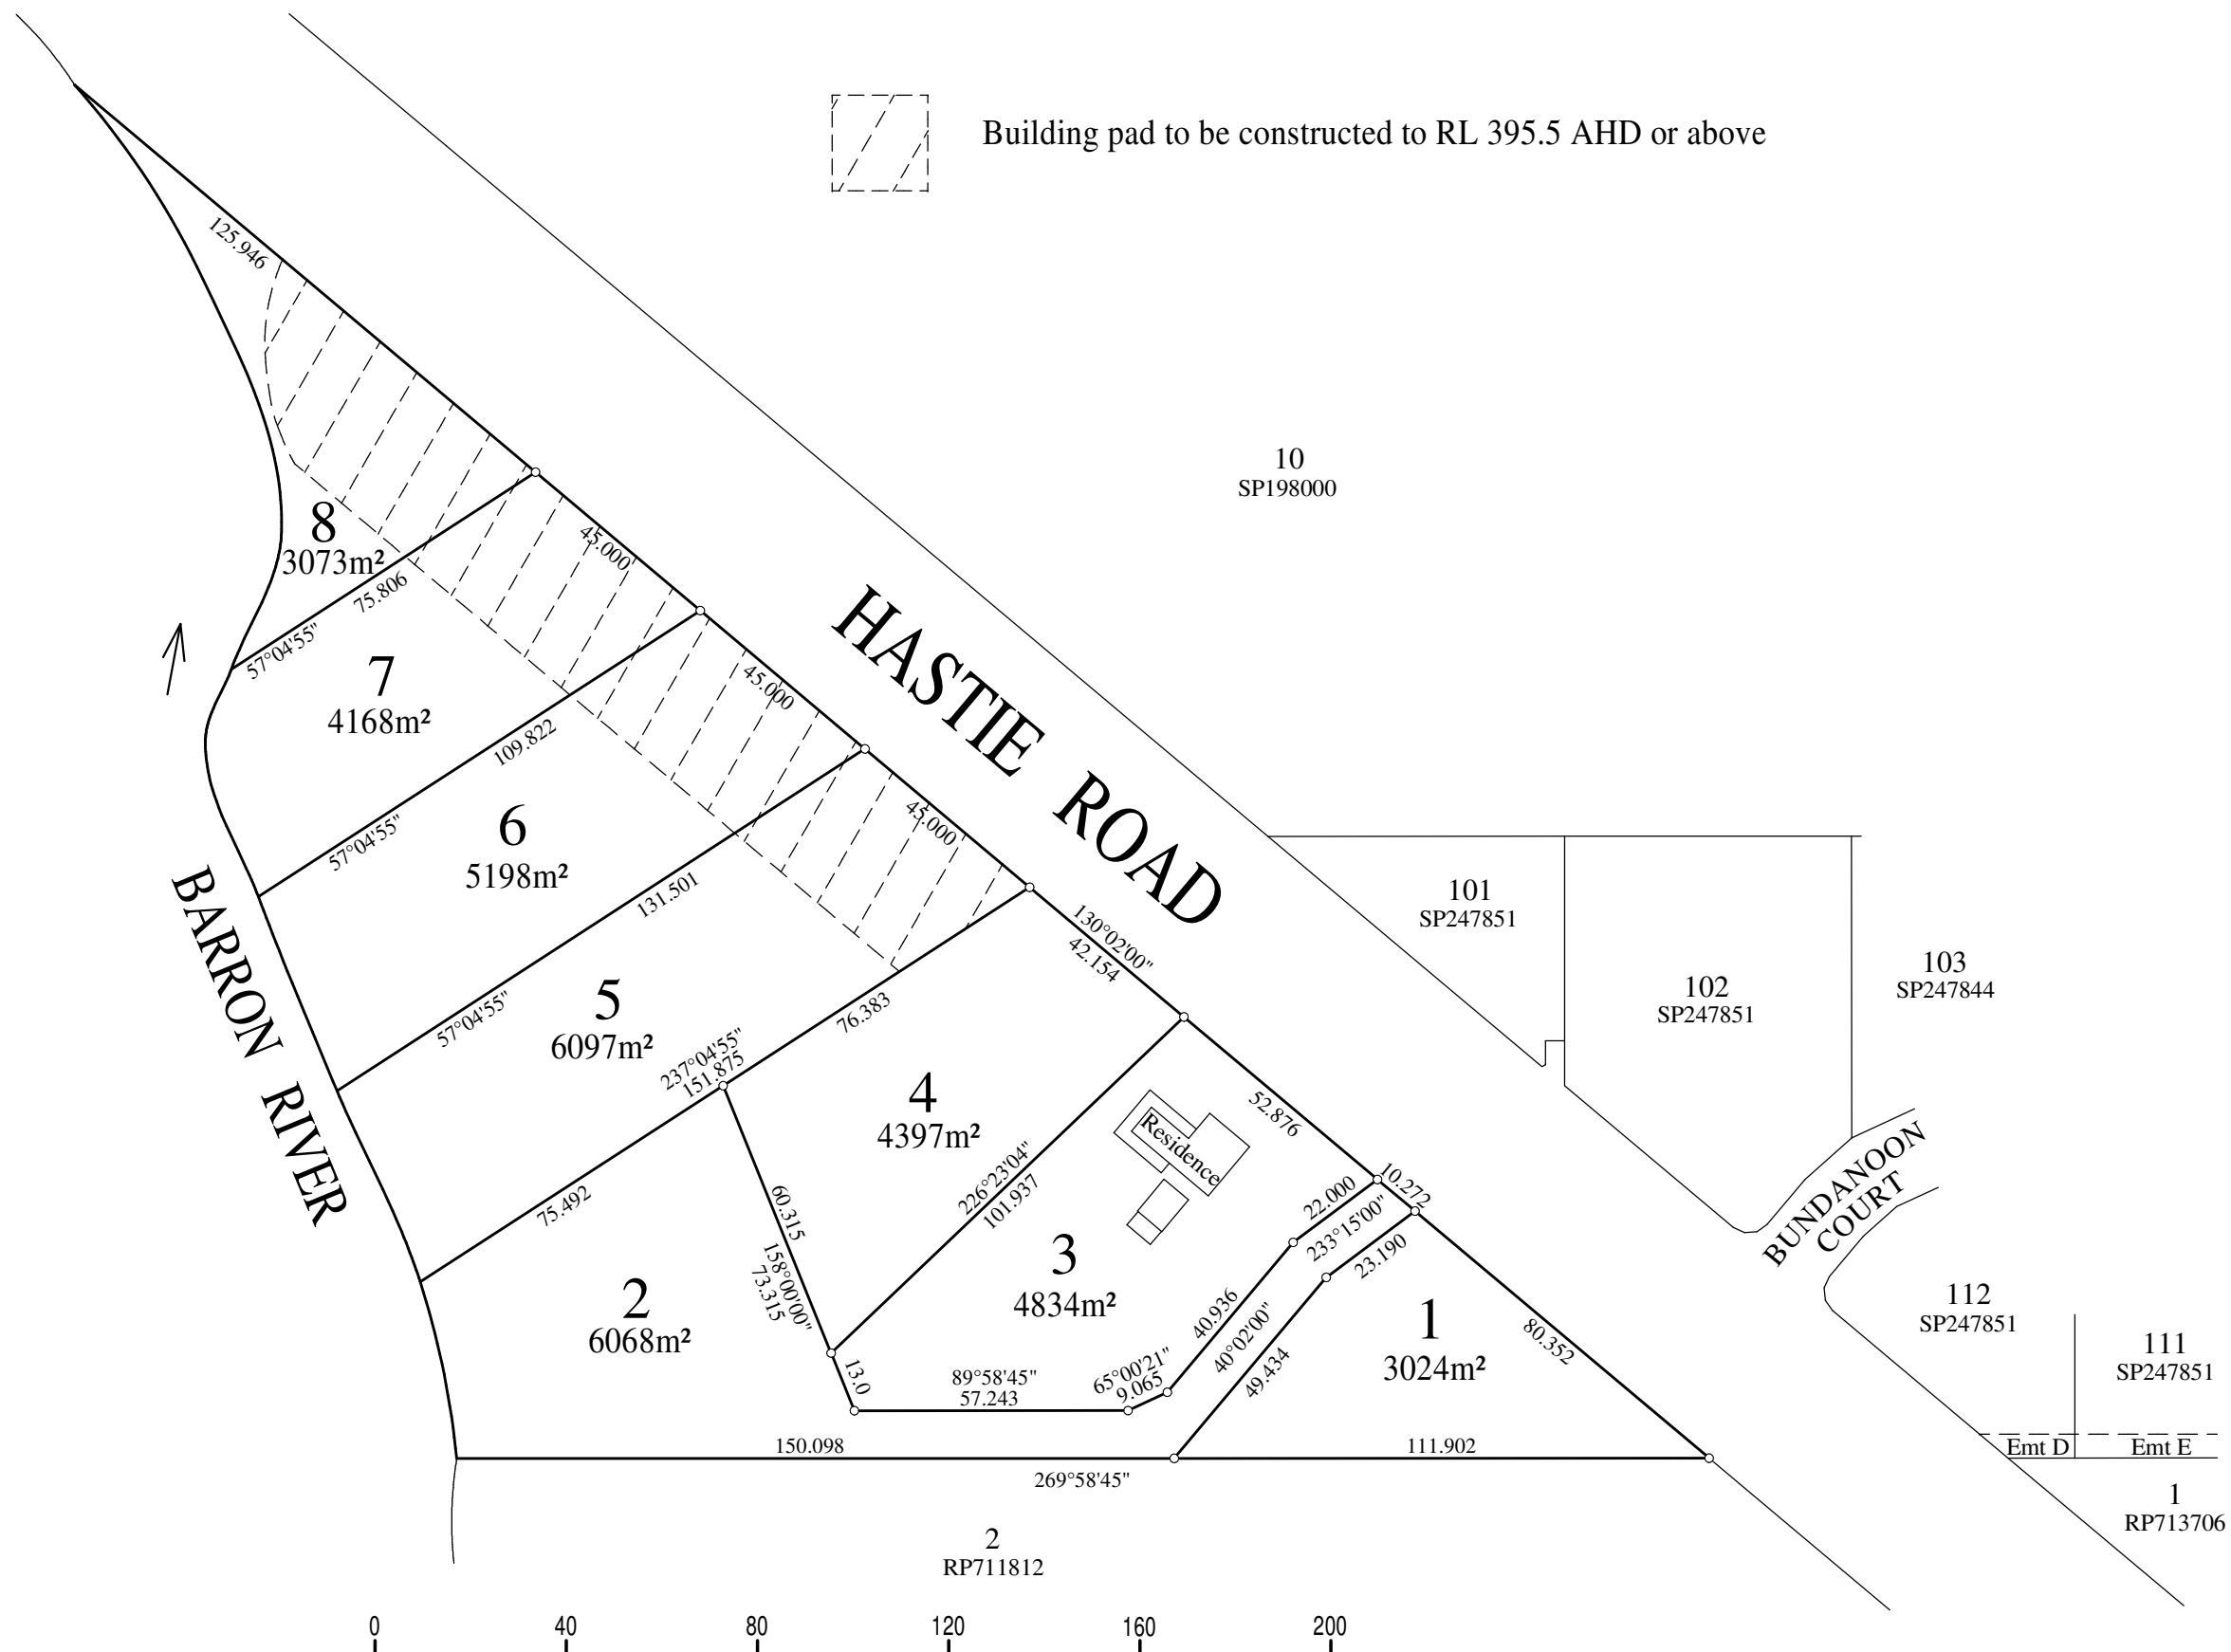 Building pad to be constructed to RL 395.5 AHD or above
125.946
10
SP198000
8
3073m²
75.806
57°04'55"
45.000
HASTIE ROAD
7
4168m²
109.822
57°04'55"
45.000
6
5198m²
131.501
57°04'55"
45.000
BARRON RIVER
101
SP247851
102
SP247851
103
SP247844
130°02'00"
42.154
5
6097m²
76.383
237°04'55"
151.875
75.492
4
4397m²
226°23'04"
101.937
60.315
158°00'00"
73.315
13.0
Residence
52.876
10.272
22.000
233°15'00"
23.190
BUNDANOON
COURT
2
6068m²
3
4834m²
40.936
40°02'00"
49.434
65°00'21"
9.065
89°58'45"
57.243
1
3024m²
80.352
112
SP247851
111
SP247851
150.098
111.902
269°58'45"
Emt D
Emt E
1
RP713706
2
RP711812
0 40 80 120 160 200